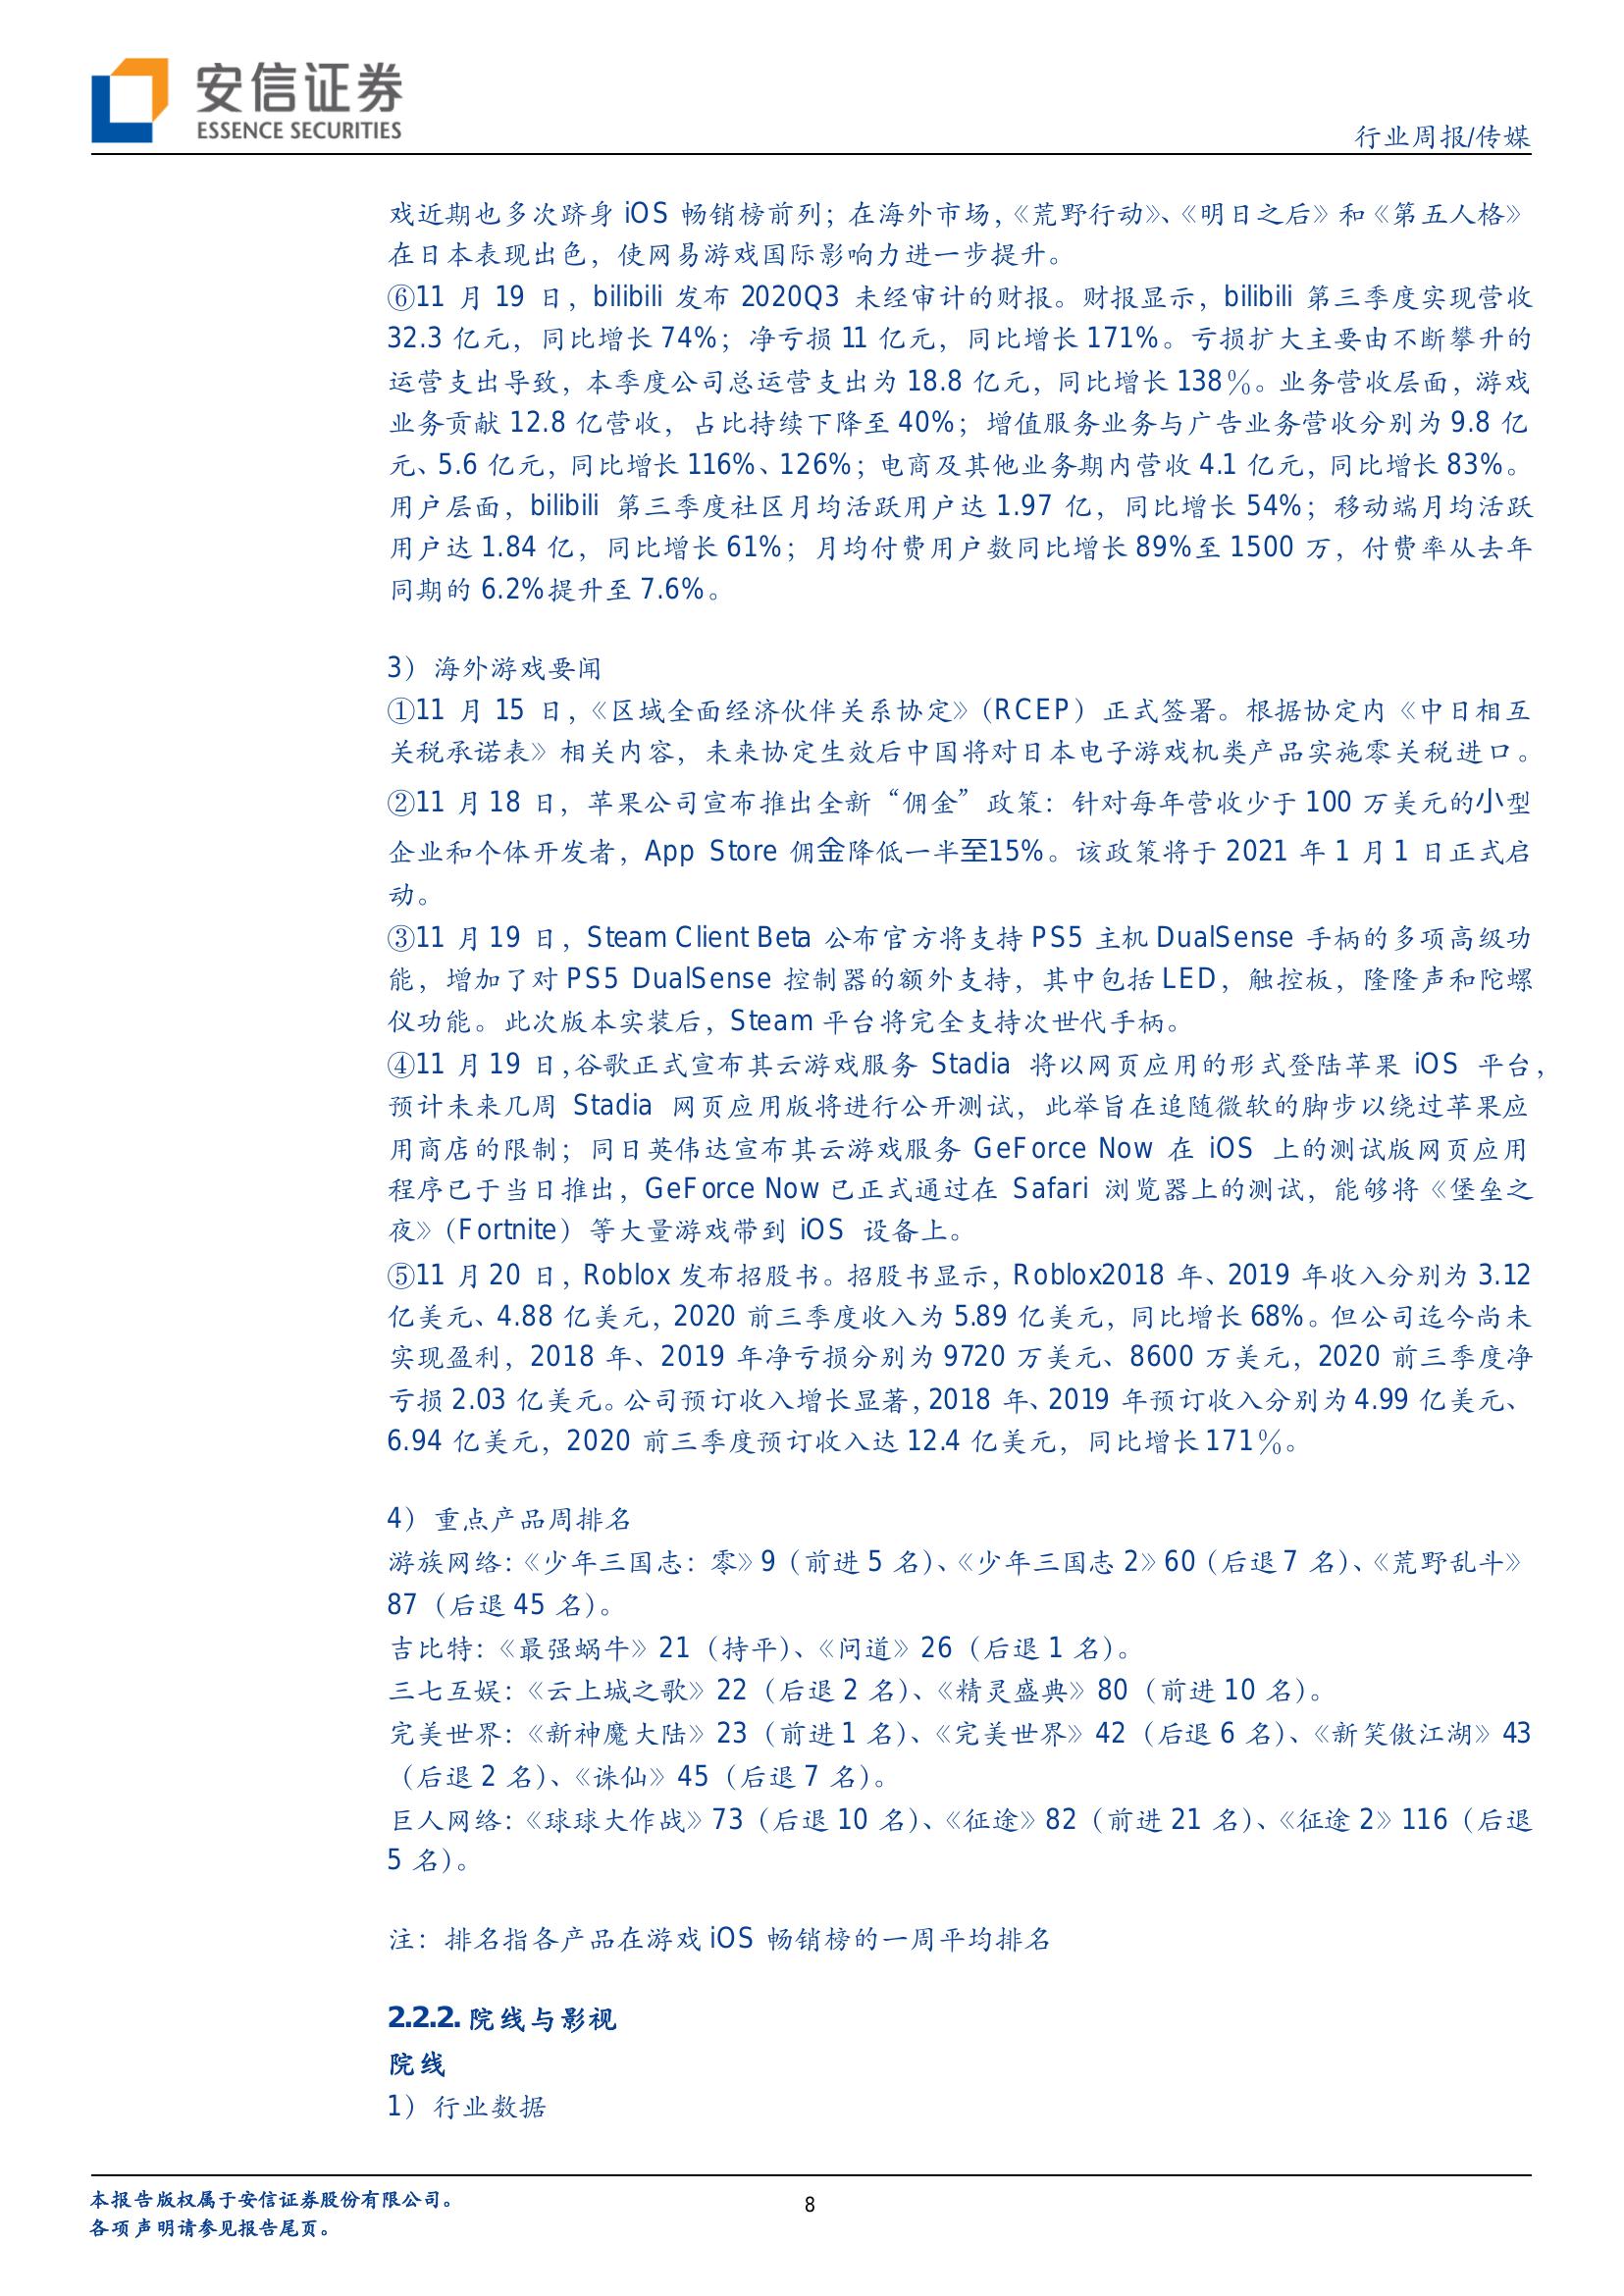 安信证券
ESSENCE SECURITIES
行业周报/传媒
戏近期也多次跻身 iOS 畅销榜前列；在海外市场，《荒野行动》、《明日之后》和《第五人格》
在日本表现出色，使网易游戏国际影响力进一步提升。
⑥11 月 19 日，bilibili 发布 2020Q3 未经审计的财报。财报显示，bilibili 第三季度实现营收
32.3 亿元，同比增长 74%；净亏损 11 亿元，同比增长 171%。亏损扩大主要由不断攀升的
运营支出导致，本季度公司总运营支出为 18.8 亿元，同比增长 138％。业务营收层面，游戏
业务贡献 12.8 亿营收，占比持续下降至 40%；增值服务业务与广告业务营收分别为 9.8 亿
元、5.6 亿元，同比增长 116%、126%；电商及其他业务期内营收 4.1 亿元，同比增长 83%。
用户层面，bilibili 第三季度社区月均活跃用户达 1.97 亿，同比增长 54%；移动端月均活跃
用户达 1.84 亿，同比增长 61%；月均付费用户数同比增长 89%至 1500 万，付费率从去年
同期的 6.2%提升至 7.6%。
3）海外游戏要闻
①11 月 15 日，《区域全面经济伙伴关系协定》（RCEP）正式签署。根据协定内《中日相互
关税承诺表》相关内容，未来协定生效后中国将对日本电子游戏机类产品实施零关税进口。
②11 月 18 日，苹果公司宣布推出全新“佣金”政策：针对每年营收少于 100 万美元的小型
企业和个体开发者，App Store 佣金降低一半至15%。该政策将于 2021 年 1 月 1 日正式启
动。
③11 月 19 日，Steam Client Beta 公布官方将支持 PS5 主机 DualSense 手柄的多项高级功
能，增加了对 PS5 DualSense 控制器的额外支持，其中包括 LED，触控板，隆隆声和陀螺
仪功能。此次版本实装后，Steam 平台将完全支持次世代手柄。
④11 月 19 日，谷歌正式宣布其云游戏服务 Stadia 将以网页应用的形式登陆苹果 iOS 平台，
预计未来几周 Stadia 网页应用版将进行公开测试，此举旨在追随微软的脚步以绕过苹果应
用商店的限制；同日英伟达宣布其云游戏服务 GeForce Now 在 iOS 上的测试版网页应用
程序已于当日推出，GeForce Now 已正式通过在 Safari 浏览器上的测试，能够将《堡垒之
夜》（Fortnite）等大量游戏带到 iOS 设备上。
⑤11 月 20 日，Roblox 发布招股书。招股书显示，Roblox2018 年、2019 年收入分别为 3.12
亿美元、4.88 亿美元，2020 前三季度收入为 5.89 亿美元，同比增长 68%。但公司迄今尚未
实现盈利，2018 年、2019 年净亏损分别为 9720 万美元、8600 万美元，2020 前三季度净
亏损 2.03 亿美元。公司预订收入增长显著，2018 年、2019 年预订收入分别为 4.99 亿美元、
6.94 亿美元，2020 前三季度预订收入达 12.4 亿美元，同比增长 171％。
4）重点产品周排名
游族网络：《少年三国志：零》9（前进 5 名）、《少年三国志 2》60（后退 7 名）、《荒野乱斗》
87（后退 45 名）。
吉比特：《最强蜗牛》21（持平）、《问道》26（后退 1 名）。
三七互娱：《云上城之歌》22（后退 2 名）、《精灵盛典》80（前进 10 名）。
完美世界：《新神魔大陆》23（前进 1 名）、《完美世界》42（后退 6 名）、《新笑傲江湖》43
（后退 2 名）、《诛仙》45（后退 7 名）。
巨人网络：《球球大作战》73（后退 10 名）、《征途》82（前进 21 名）、《征途 2》116（后退
5 名）。
注：排名指各产品在游戏 iOS 畅销榜的一周平均排名
2.2.2. 院线与影视
院线
1）行业数据
本报告版权属于安信证券股份有限公司。
8
各项声明请参见报告尾页。